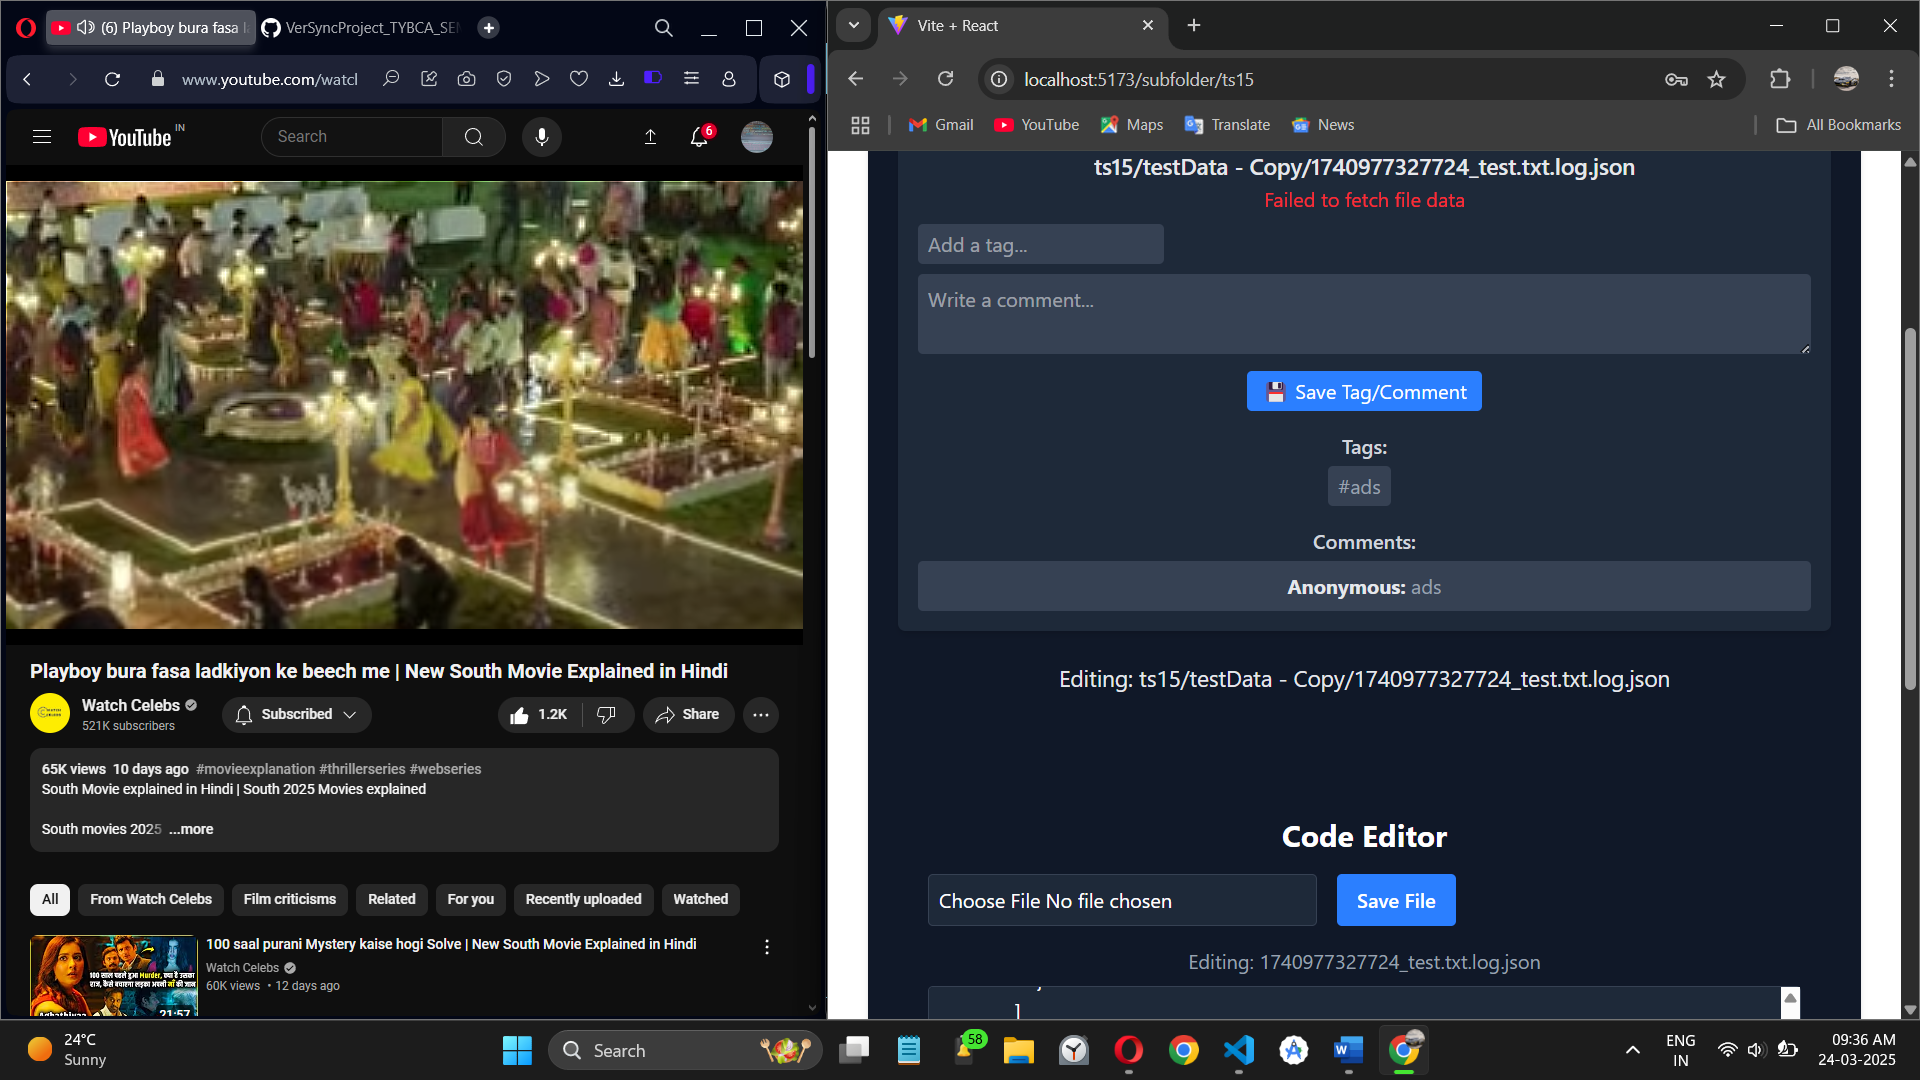 (6) Playboy bura fasa l
VerSyncProject_TYBCA_SE
www.youtube.com/watcl
YouTube IN
Search
6
Playboy bura fasa ladkiyon ke beech me | New South Movie Explained in Hindi
Watch Celebs
521K subscribers
Subscribed
1.2K
Share
65K views 10 days ago #movieexplanation #thrillerseries #webseries
South Movie explained in Hindi | South 2025 Movies explained
South movies 2025 ...more
All
From Watch Celebs
Film criticisms
Related
For you
Recently uploaded
Watched
100 saal purani Mystery kaise hogi Solve | New South Movie Explained in Hindi
Watch Celebs
60K views • 12 days ago
21:57
Vite + React
localhost:5173/subfolder/ts15
Gmail
YouTube
Maps
Translate
News
All Bookmarks
ts15/testData - Copy/1740977327724_test.txt.log.json
Failed to fetch file data
Add a tag...
Write a comment...
💾 Save Tag/Comment
Tags:
#ads
Comments:
Anonymous: ads
Editing: ts15/testData - Copy/1740977327724_test.txt.log.json
Code Editor
Choose File No file chosen
Save File
Editing: 1740977327724_test.txt.log.json
]
24°C
Sunny
Search
58
ENG
IN
09:36 AM
24-03-2025